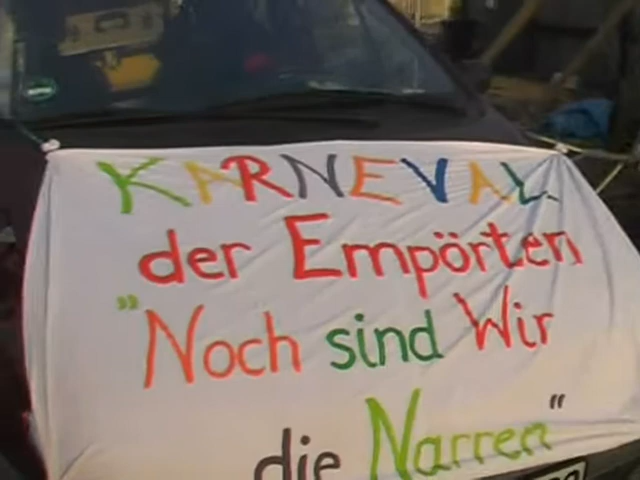 KARNEVAL
der Empörten
"Noch sind Wir
die Narren"